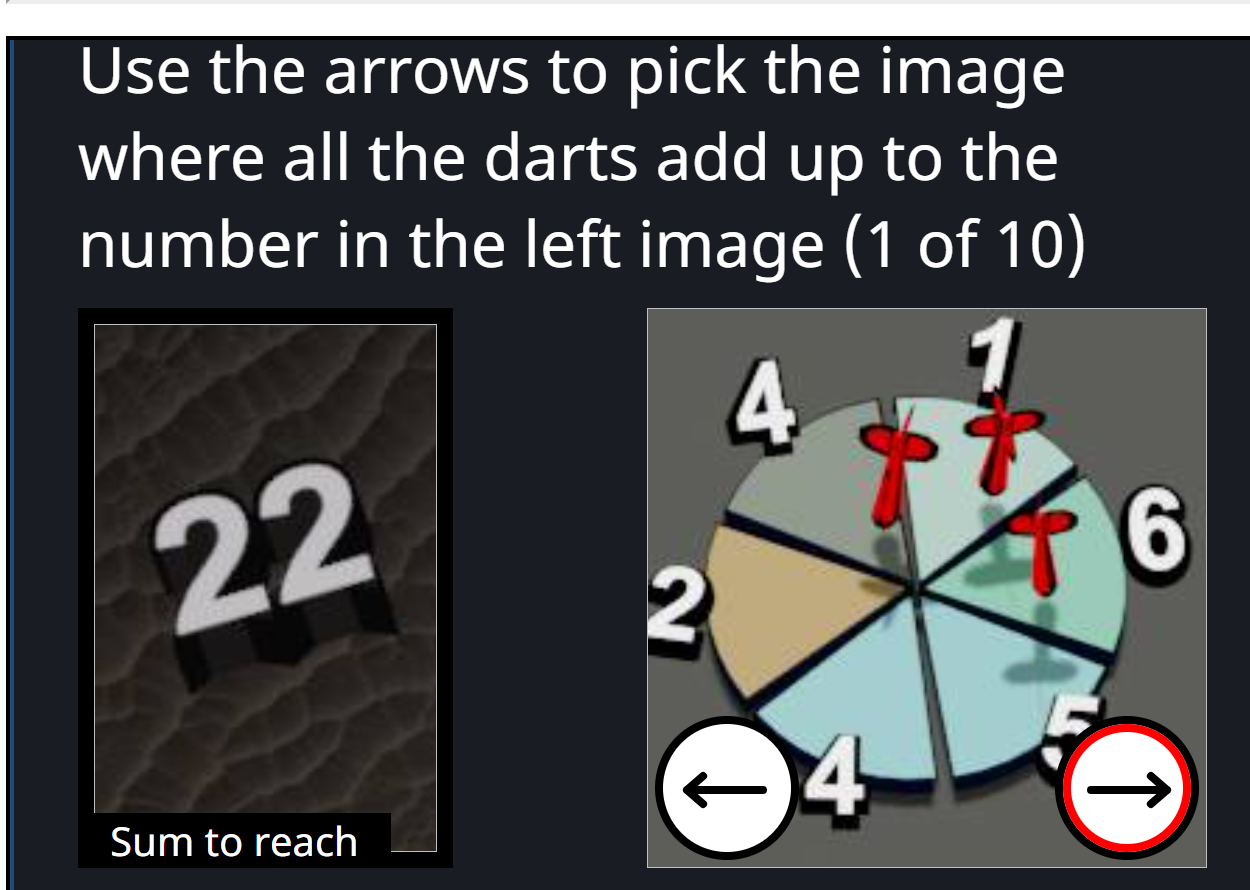 Use the arrows to pick the image
where all the darts add up to the
number in the left image (1 of 10)
22
Sum to reach
1
4
6
2
5
4